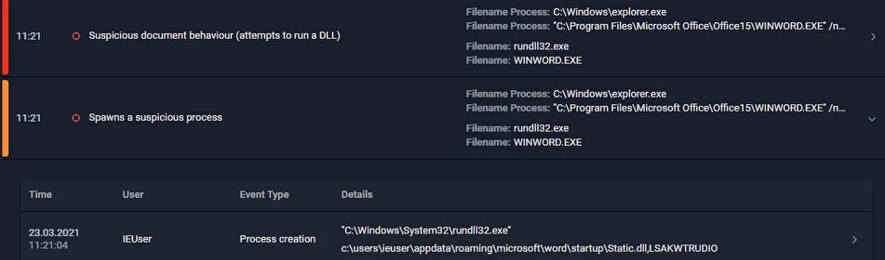 Filename Process: C:\Windows\explorer.exe
11:21 Suspicious document behaviour (attempts to run a DLL) Filename Process: "C:\Program Files\Microsoft Office\Office15\WINWORD.EXE" /n...
Filename: rundll32.exe
Filename: WINWORD.EXE
Filename Process: C:\Windows\explorer.exe
11:21 Spawns a suspicious process Filename Process: "C:\Program Files\Microsoft Office\Office15\WINWORD.EXE" /n...
Filename: rundll32.exe
Filename: WINWORD.EXE
Time User Event Type Details
23.03.2021 "C:\Windows\System32\rundll32.exe"
11:21:04 IEUser Process creation c:\users\ieuser\appdata\roaming\microsoft\word\startup\Static.dll,LSAKWTRUDIO